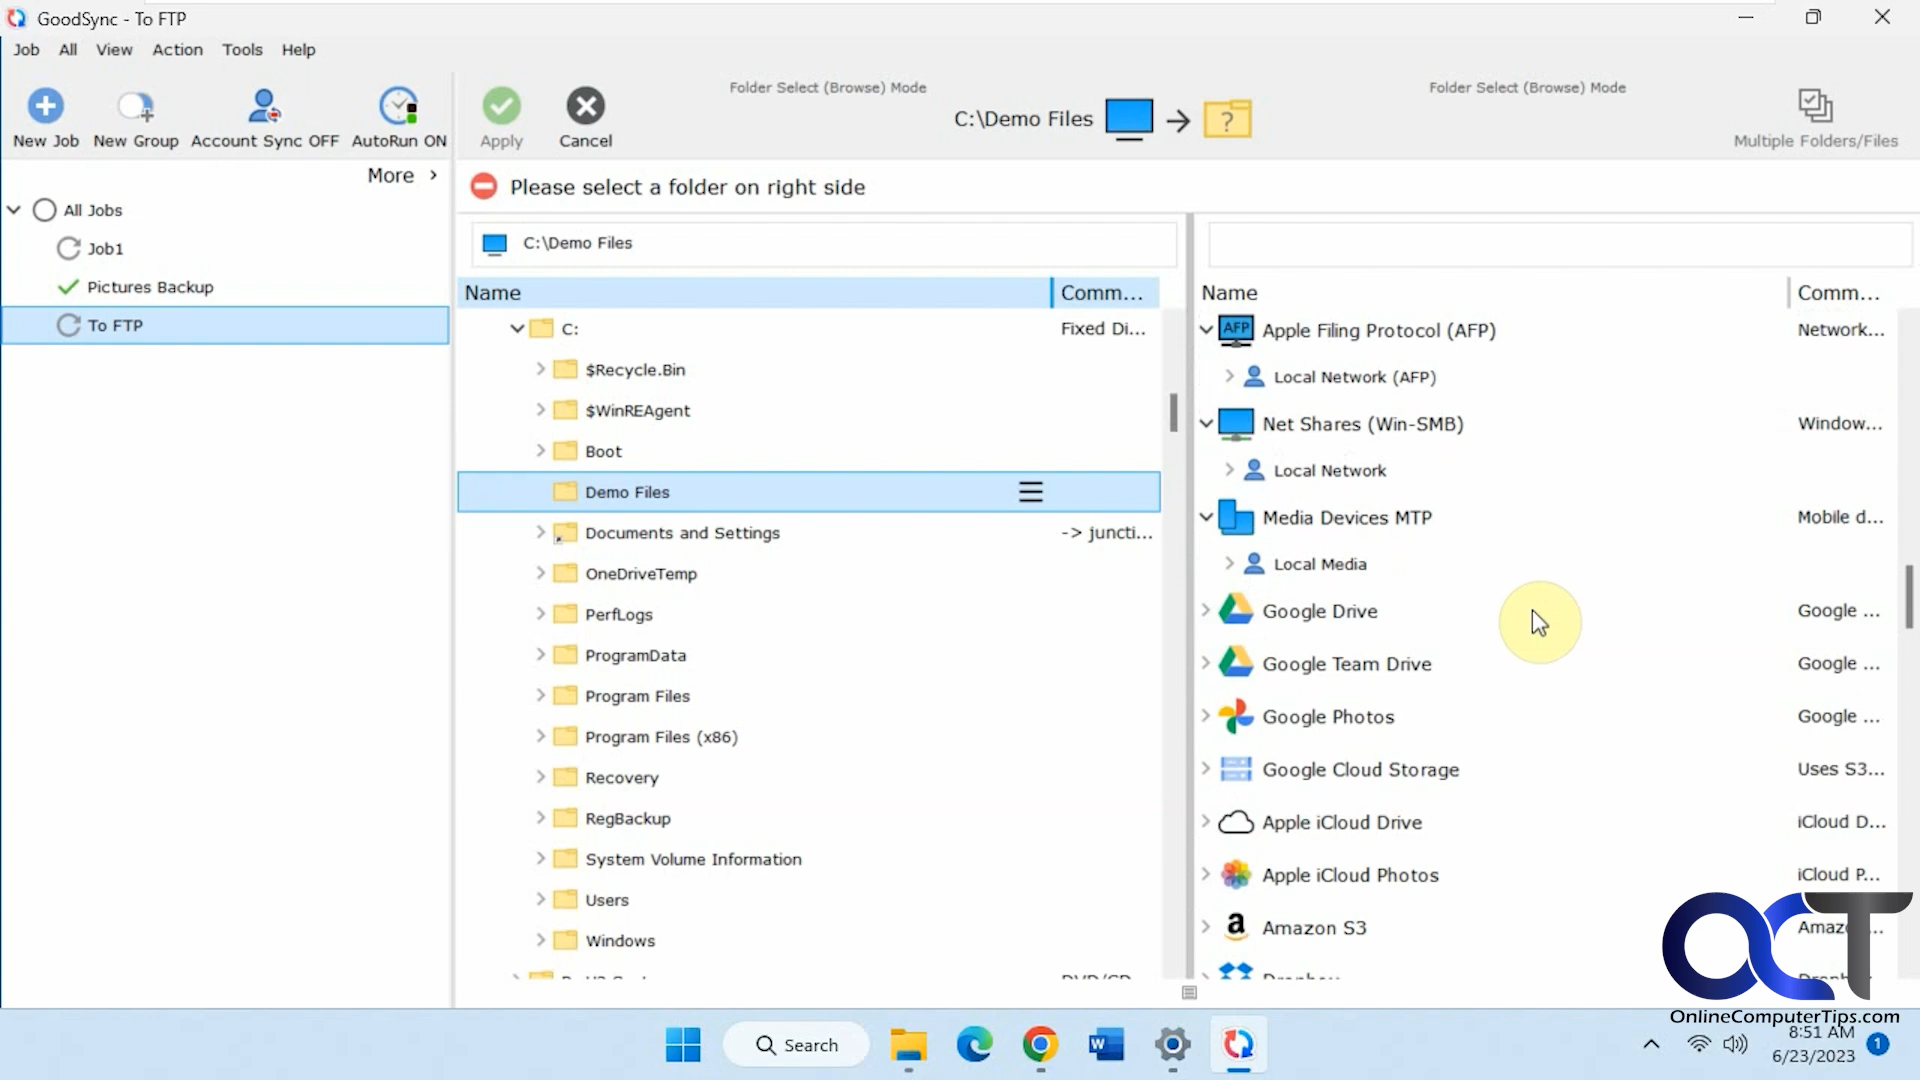 GoodSync - To FTP
Job All View Action Tools Help
New Job New Group Account Sync OFF AutoRun ON
More
All Jobs
Job1
Pictures Backup
To FTP
Apply Cancel
Folder Select (Browse) Mode
C:\Demo Files
?
Folder Select (Browse) Mode
Multiple Folders/Files
Please select a folder on right side
C:\Demo Files
Name Comm...
C: Fixed Di...
$Recycle.Bin
$WinREAgent
Boot
Demo Files
Documents and Settings -> juncti...
OneDriveTemp
PerfLogs
ProgramData
Program Files
Program Files (x86)
Recovery
RegBackup
System Volume Information
Users
Windows
Name Comm...
AFP Apple Filing Protocol (AFP) Network...
Local Network (AFP)
Net Shares (Win-SMB) Window...
Local Network
Media Devices MTP Mobile d...
Local Media
Google Drive Google ...
Google Team Drive Google ...
Google Photos Google ...
Google Cloud Storage Uses S3...
Apple iCloud Drive iCloud D...
Apple iCloud Photos iCloud P...
a Amazon S3
Dropbox
OCT
OnlineComputerTips.com
Search
W
8:51 AM
6/23/2023
1